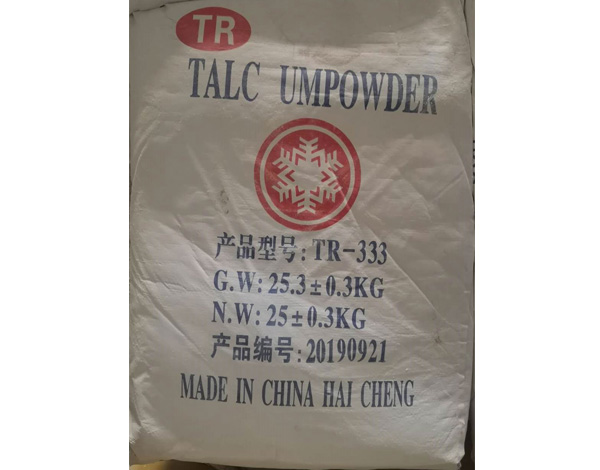 TR
TALC UMPOWDER
产品型号:TR-333
G.W:25.3±0.3KG
N.W:25±0.3KG
产品编号:20190921
MADE IN CHINA HAI CHENG